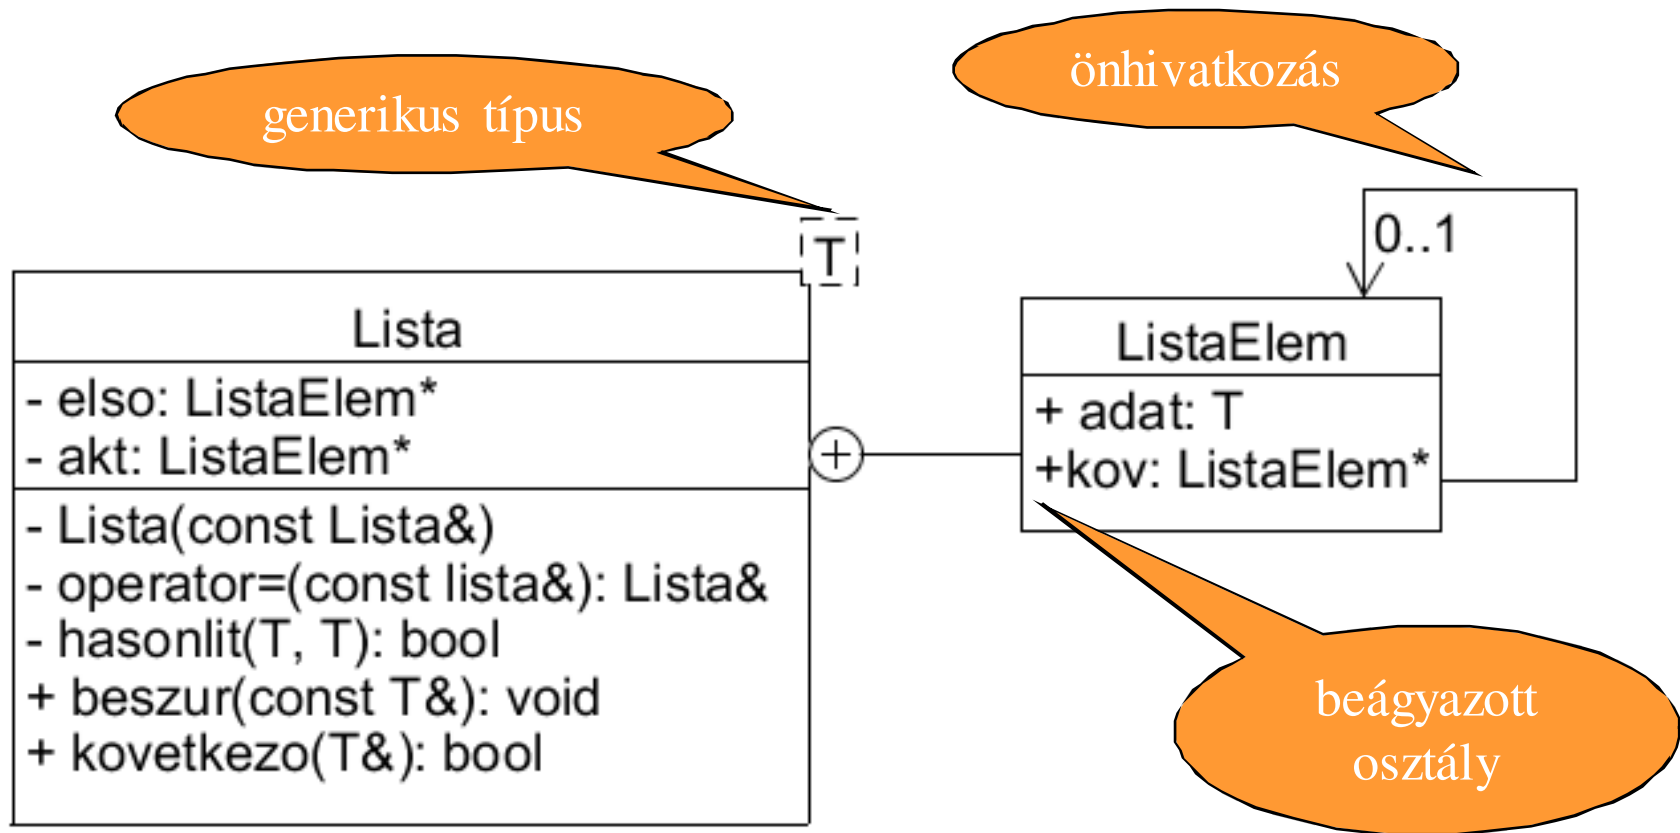 generikus típus
önhivatkozás
T
0..1
Lista
- elso: ListaElem*
- akt: ListaElem*
- Lista(const Lista&)
- operator=(const lista&): Lista&
- hasonlit(T, T): bool
+ beszur(const T&): void
+ kovetkezo(T&): bool
ListaElem
+ adat: T
+kov: ListaElem*
beágyazott
osztály